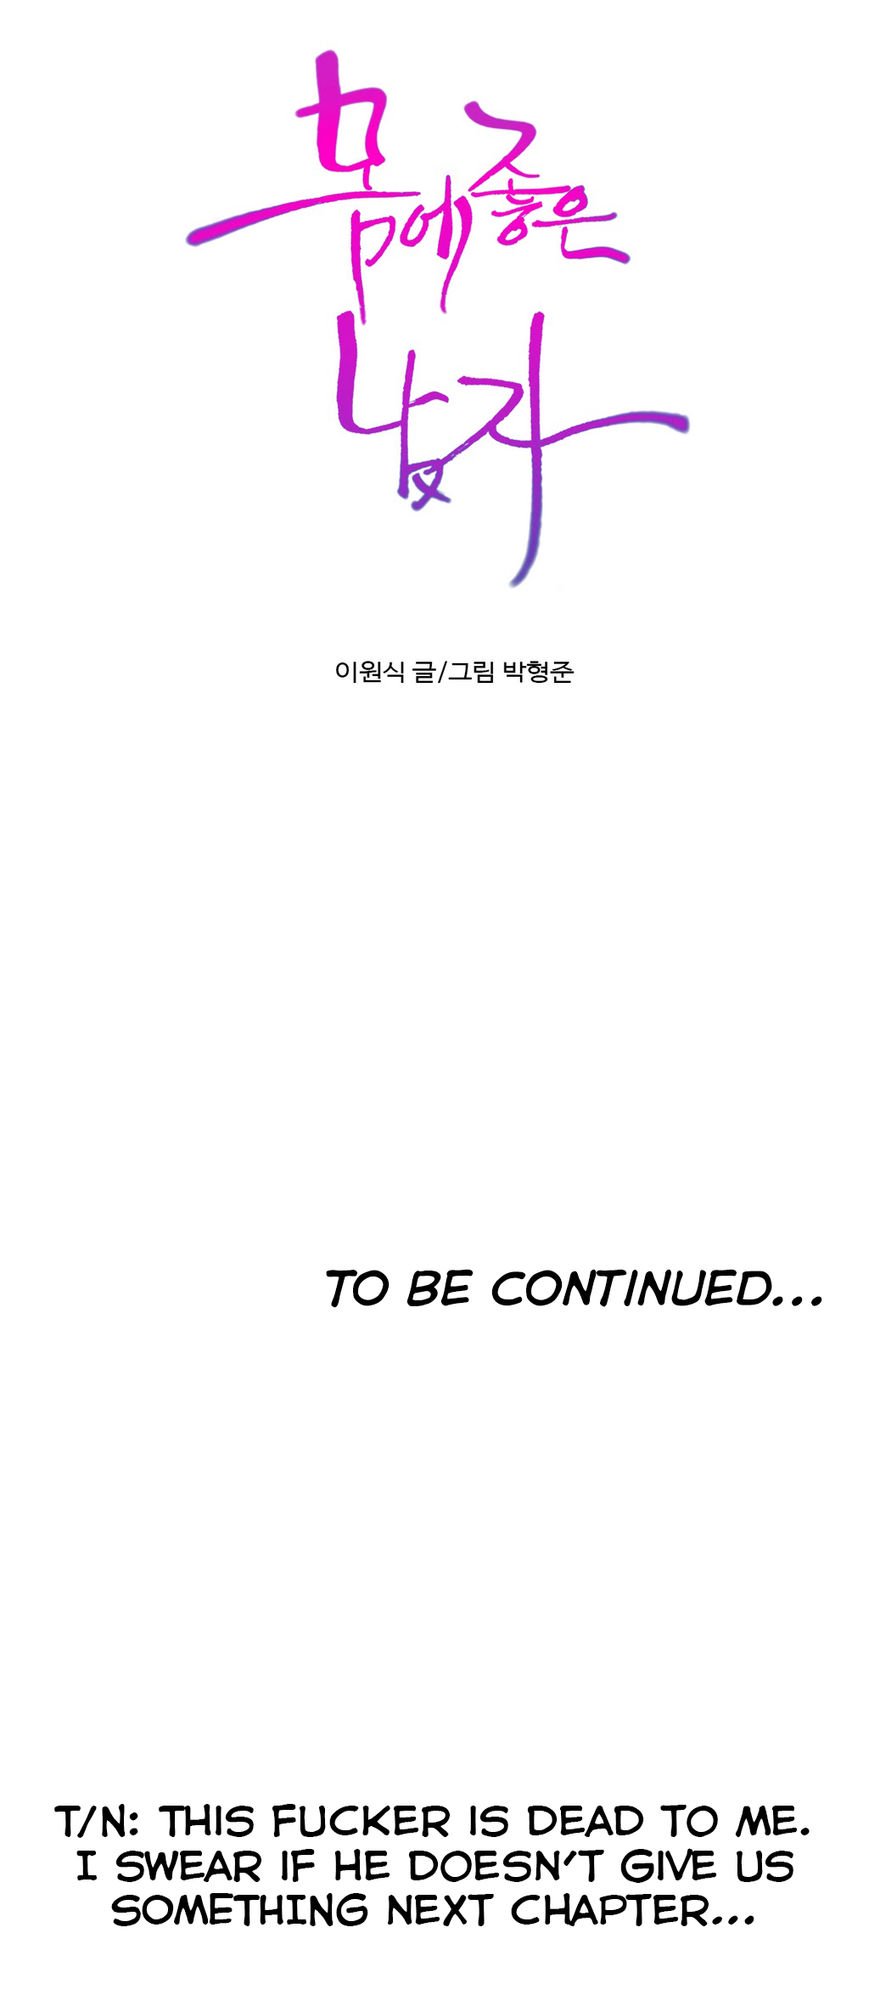 몸에 좋은
남자
이원식 글/그림 박형준
TO BE CONTINUED...
T/N: THIS FUCKER IS DEAD TO ME.
I SWEAR IF HE DOESN'T GIVE US
SOMETHING NEXT CHAPTER...